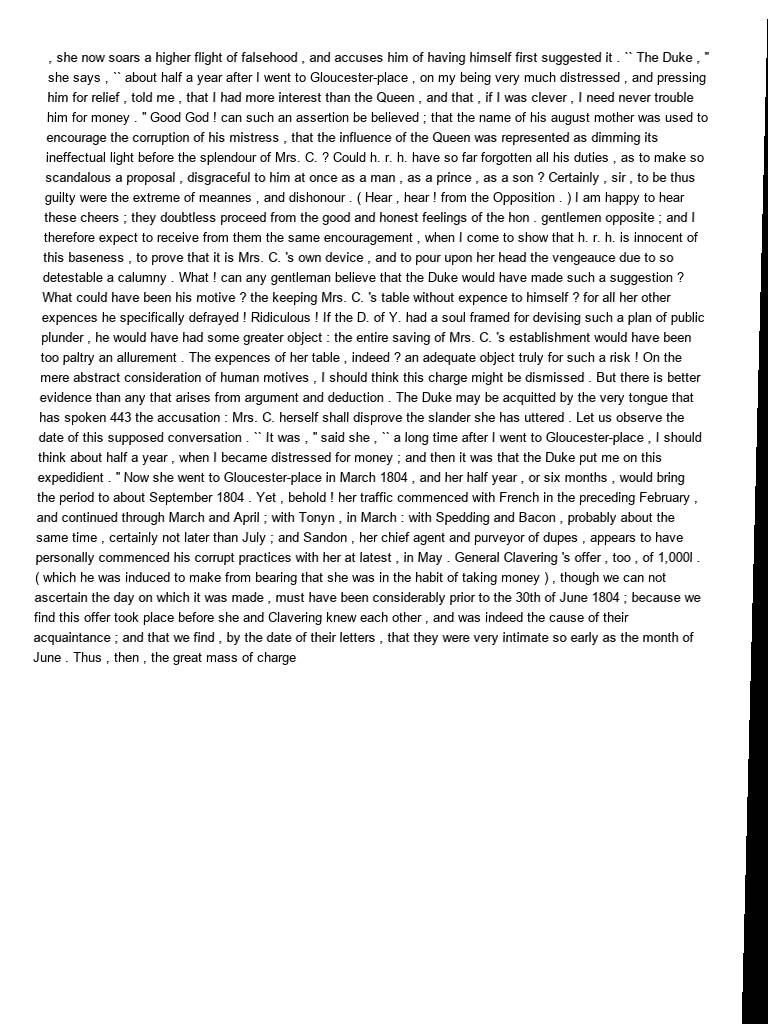 , she now soars a higher flight of falsehood , and accuses him of having himself first suggested it . `` The Duke , "
she says , `` about half a year after I went to Gloucester-place , on my being very much distressed , and pressing
him for relief , told me , that I had more interest than the Queen , and that , if I was clever , I need never trouble
him for money . " Good God ! can such an assertion be believed ; that the name of his august mother was used to
encourage the corruption of his mistress , that the influence of the Queen was represented as dimming its
ineffectual light before the splendour of Mrs. C. ? Could h. r. h. have so far forgotten all his duties , as to make so
scandalous a proposal , disgraceful to him at once as a man , as a prince , as a son ? Certainly , sir , to be thus
guilty were the extreme of meannes , and dishonour . ( Hear , hear ! from the Opposition . ) I am happy to hear
these cheers ; they doubtless proceed from the good and honest feelings of the hon . gentlemen opposite ; and I
therefore expect to receive from them the same encouragement , when I come to show that h. r. h. is innocent of
this baseness , to prove that it is Mrs. C. 's own device , and to pour upon her head the vengeauce due to so
detestable a calumny . What ! can any gentleman believe that the Duke would have made such a suggestion ?
What could have been his motive ? the keeping Mrs. C. 's table without expence to himself ? for all her other
expences he specifically defrayed ! Ridiculous ! If the D. of Y. had a soul framed for devising such a plan of public
plunder , he would have had some greater object : the entire saving of Mrs. C. 's establishment would have been
too paltry an allurement . The expences of her table , indeed ? an adequate object truly for such a risk ! On the
mere abstract consideration of human motives , I should think this charge might be dismissed . But there is better
evidence than any that arises from argument and deduction . The Duke may be acquitted by the very tongue that
has spoken 443 the accusation : Mrs. C. herself shall disprove the slander she has uttered . Let us observe the
date of this supposed conversation . `` It was , " said she , `` a long time after I went to Gloucester-place , I should
think about half a year , when I became distressed for money ; and then it was that the Duke put me on this
expedidient . " Now she went to Gloucester-place in March 1804 , and her half year , or six months , would bring
the period to about September 1804 . Yet , behold ! her traffic commenced with French in the preceding February ,
and continued through March and April ; with Tonyn , in March : with Spedding and Bacon , probably about the
same time , certainly not later than July ; and Sandon , her chief agent and purveyor of dupes , appears to have
personally commenced his corrupt practices with her at latest , in May . General Clavering 's offer , too , of 1,000l .
( which he was induced to make from bearing that she was in the habit of taking money ) , though we can not
ascertain the day on which it was made , must have been considerably prior to the 30th of June 1804 ; because we
find this offer took place before she and Clavering knew each other , and was indeed the cause of their
acquaintance ; and that we find , by the date of their letters , that they were very intimate so early as the month of
June . Thus , then , the great mass of charge